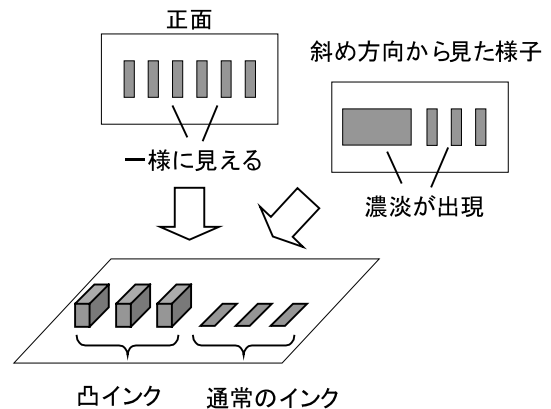 正面
斜め方向から見た様子
一様に見える
濃淡が出現
凸インク
通常のインク